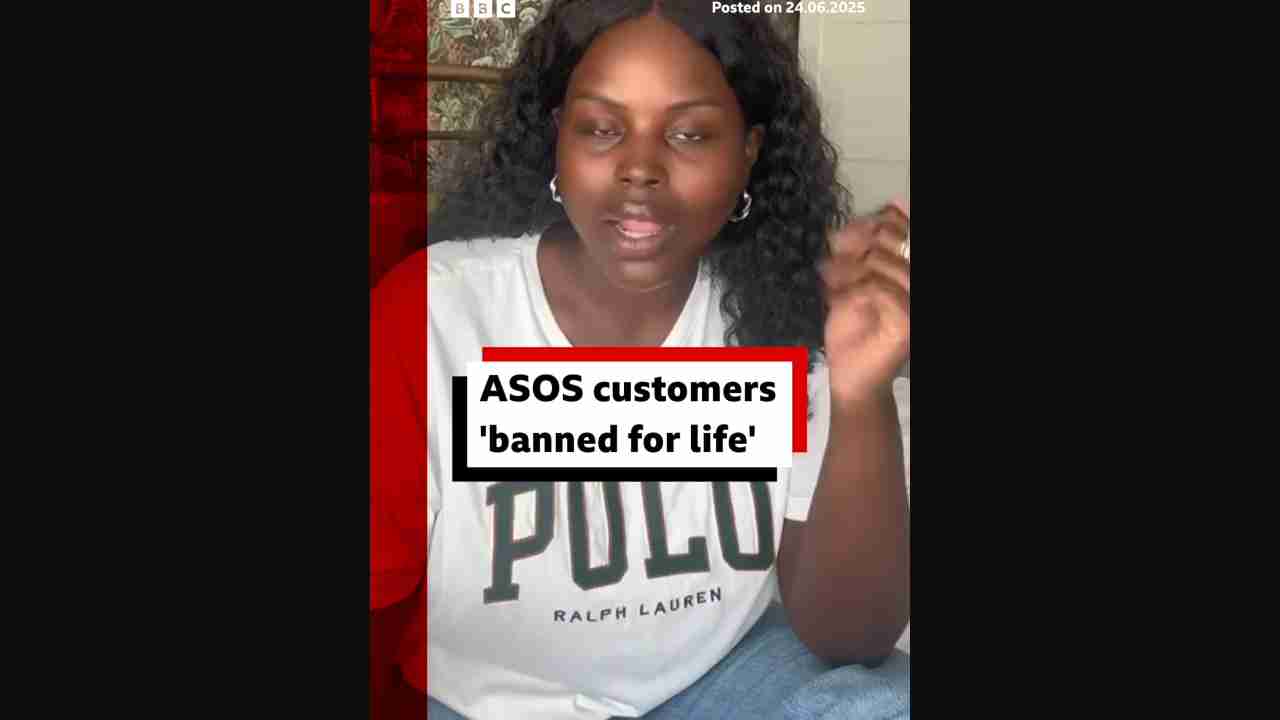 BBC
Posted on 24.06.2025
ASOS customers
'banned for life'
POLO
RALPH LAUREN